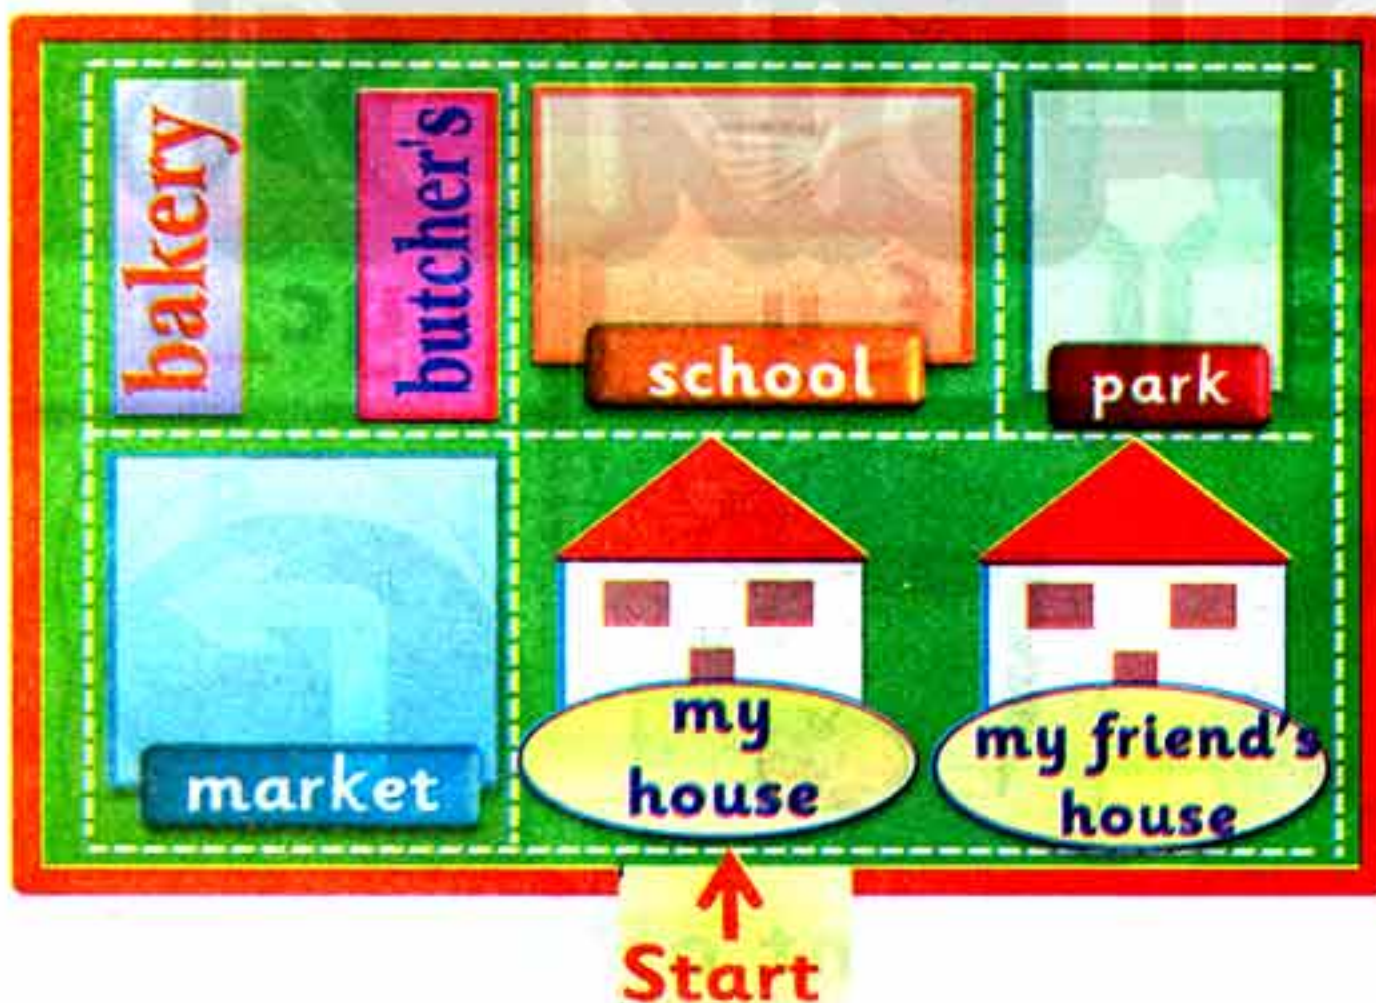 bakery
butcher's
school
park
market
my
house
my friend's
house
Start